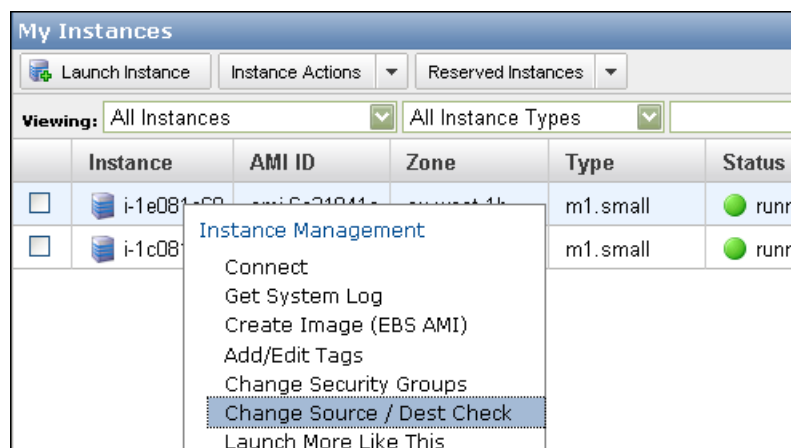 My Instances
Launch Instance Instance Actions Reserved Instances
Viewing: All Instances All Instance Types
Instance AMI ID Zone Type Status
m1.small
m1.small
Instance Management
Connect
Get System Log
Create Image (EBS AMI)
Add/Edit Tags
Change Security Groups
Change Source / Dest Check
Launch More Like This